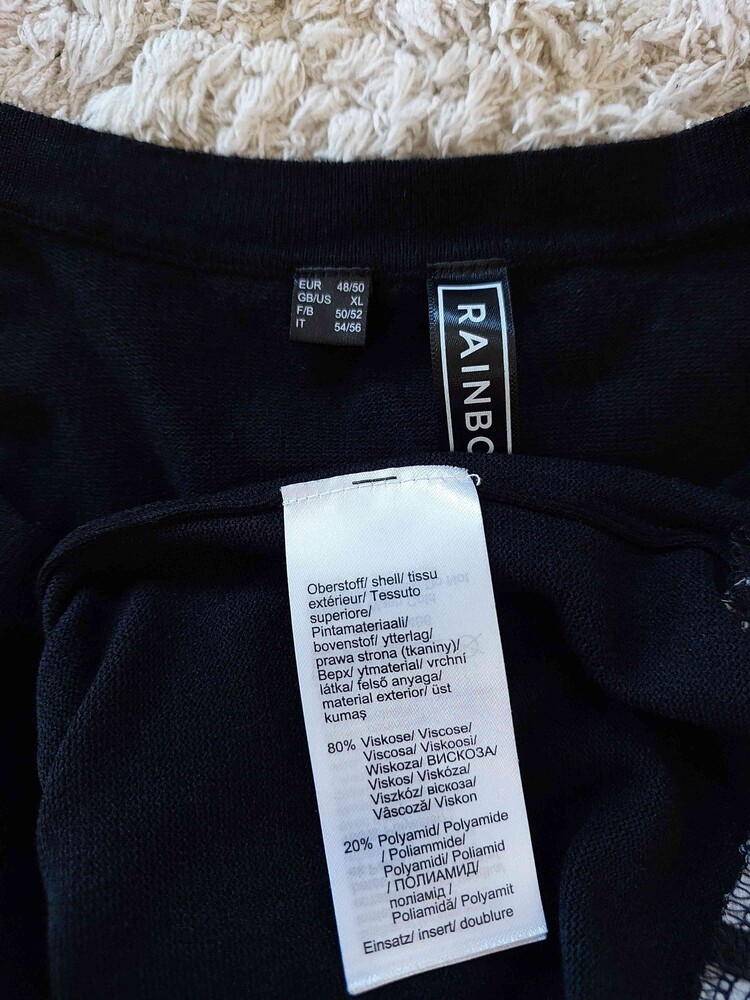 EUR 48/50
GB/US XL
F/B 50/52
IT 54/56
RAINBO
Oberstoff/ shell/ tissu
extérieur/ Tessuto
superiore/
Pintamateriaali/
bovenstof/ ytterlag/
prawa strona (tkaniny)/
Верх/ ytmaterial/ vrchní
látka/ felső anyaga/
material exterior/ üst
kumaş
80% Viskose/ Viscose/
Viscosa/ Viskoosi/
Wiskoza/ ВИСКОЗА/
Viskos/ Viskóza/
Viszkóz/ віскоза/
Vâscoză/ Viskon
20% Polyamid/ Polyamide
/ Poliammide/
Polyamidi/ Poliamid
/ ПОЛИАМИД/
поліамід /
Poliamidă/ Polyamit
Einsatz/ insert/ doublure